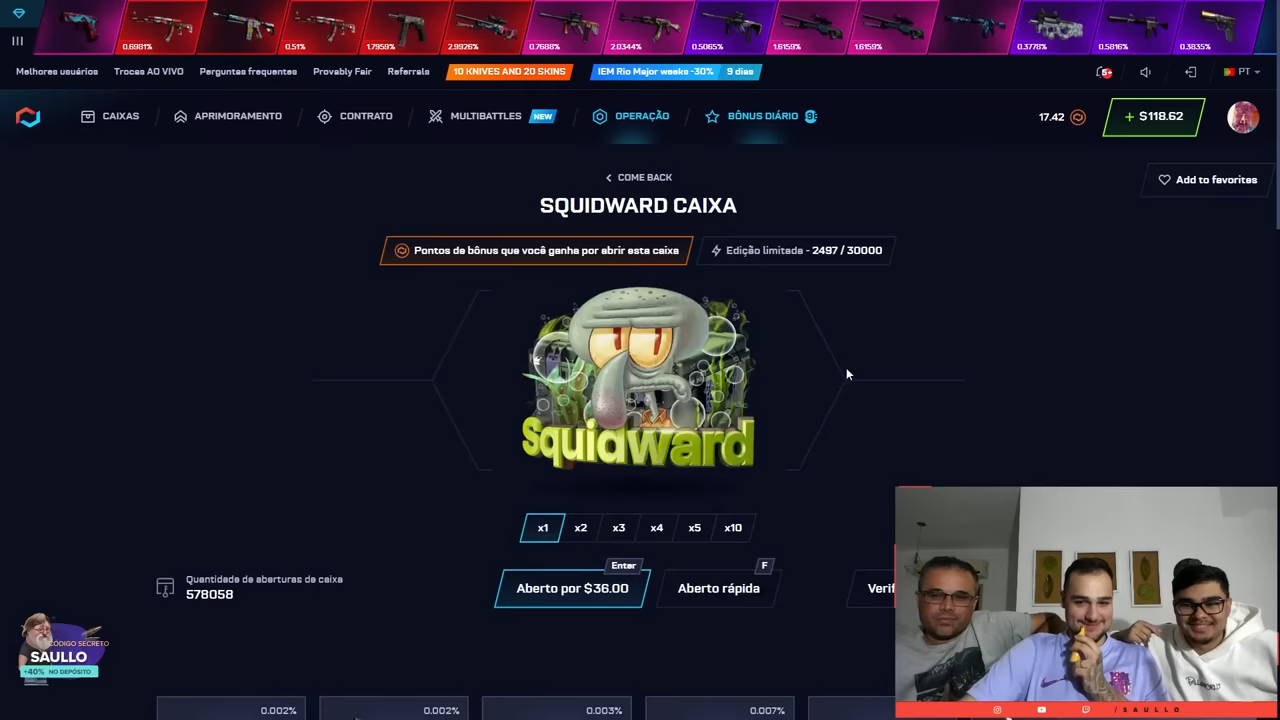 0.6981%
0.51%
1.7959%
2.9926%
0.7688%
2.0344%
0.5065%
1.6159%
1.6159%
0.3778%
0.5816%
0.3835%
Melhores usuários
Trocas AO VIVO
Perguntas frequentes
Provably Fair
Referrals
10 KNIVES AND 20 SKINS
IEM Rio Major weeks -30%
9 dias
5+
PT
CAIXAS
APRIMORAMENTO
CONTRATO
MULTIBATTLES
NEW
OPERAÇÃO
BÔNUS DIÁRIO
17.42
+ $118.62
COME BACK
Add to favorites
SQUIDWARD CAIXA
Pontos de bônus que você ganha por abrir esta caixa
Edição limitada - 2497 / 30000
Squidward
x1
x2
x3
x4
x5
x10
Enter
F
Quantidade de aberturas de caixa
578058
Aberto por $36.00
Aberto rápida
Verif
CÓDIGO SECRETO
SAULLO
+40% NO DEPÓSITO
0.002%
0.002%
0.003%
0.007%
/ S A U L L O